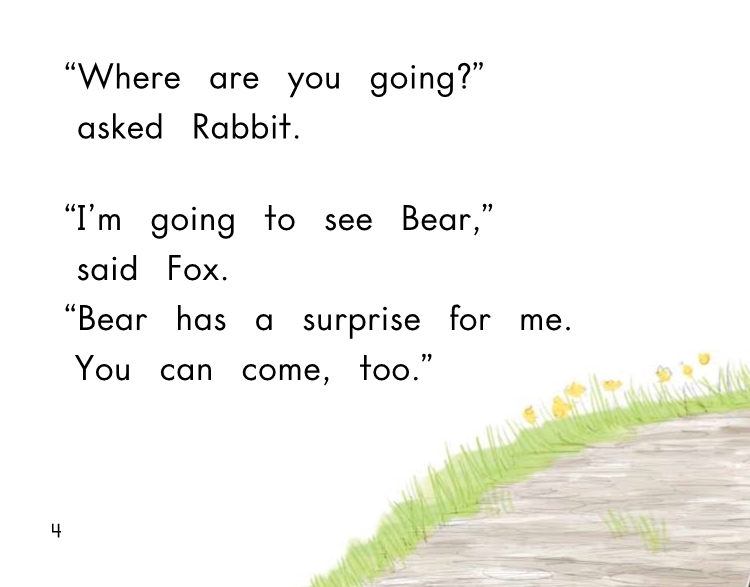 “Where are you going?”
asked Rabbit.
“I’m going to see Bear,”
said Fox.
“Bear has a surprise for me.
You can come, too.”
4